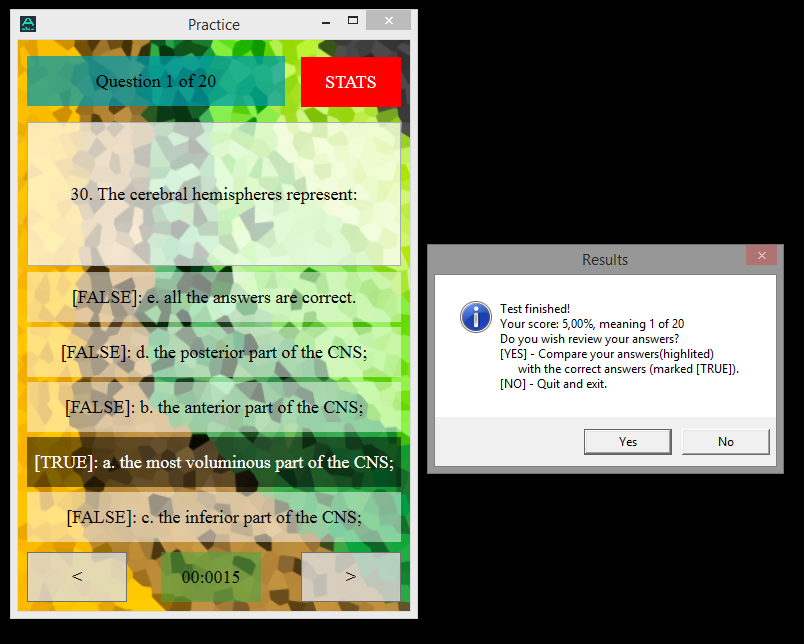 Practice
Question 1 of 20
STATS
30. The cerebral hemispheres represent:
[FALSE]: e. all the answers are correct.
[FALSE]: d. the posterior part of the CNS;
[FALSE]: b. the anterior part of the CNS;
[TRUE]: a. the most voluminous part of the CNS;
[FALSE]: c. the inferior part of the CNS;
<
00:0015
>
Results
Test finished!
Your score: 5,00%, meaning 1 of 20
Do you wish review your answers?
[YES] - Compare your answers(highlited)
with the correct answers (marked [TRUE]).
[NO] - Quit and exit.
Yes
No